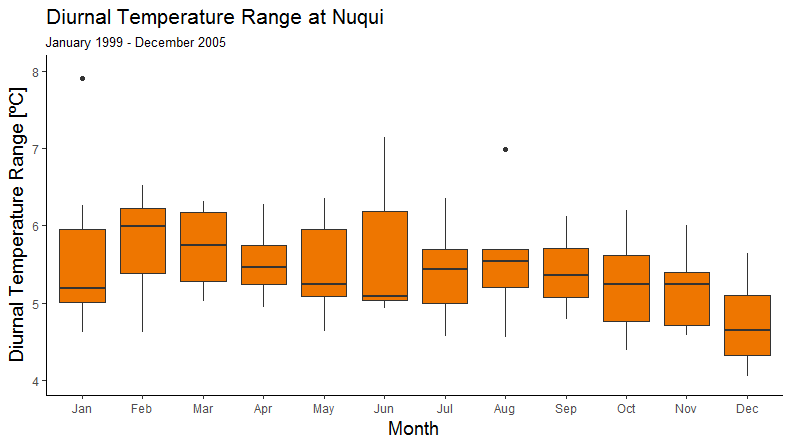 Diurnal Temperature Range at Nuqui
January 1999 - December 2005
Diurnal Temperature Range [ºC]
8
7
6
5
4
Jan Feb Mar Apr May Jun Jul Aug Sep Oct Nov Dec
Month